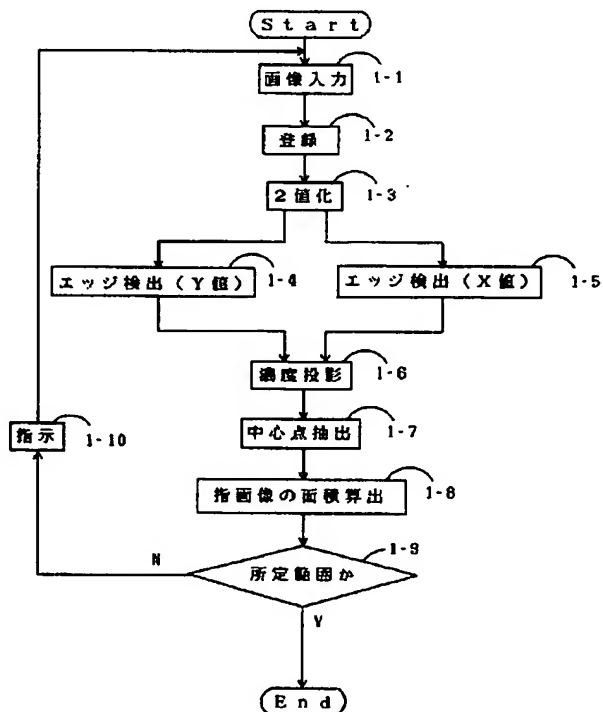 Start
画像入力 1-1
登録 1-2
2値化 1-3
エッジ検出(Y値) 1-4
エッジ検出(X値) 1-5
濃度投影 1-6
中心点抽出 1-7
指示 1-10
指画像の面積算出 1-8
1-9
N
所定範囲か
Y
End